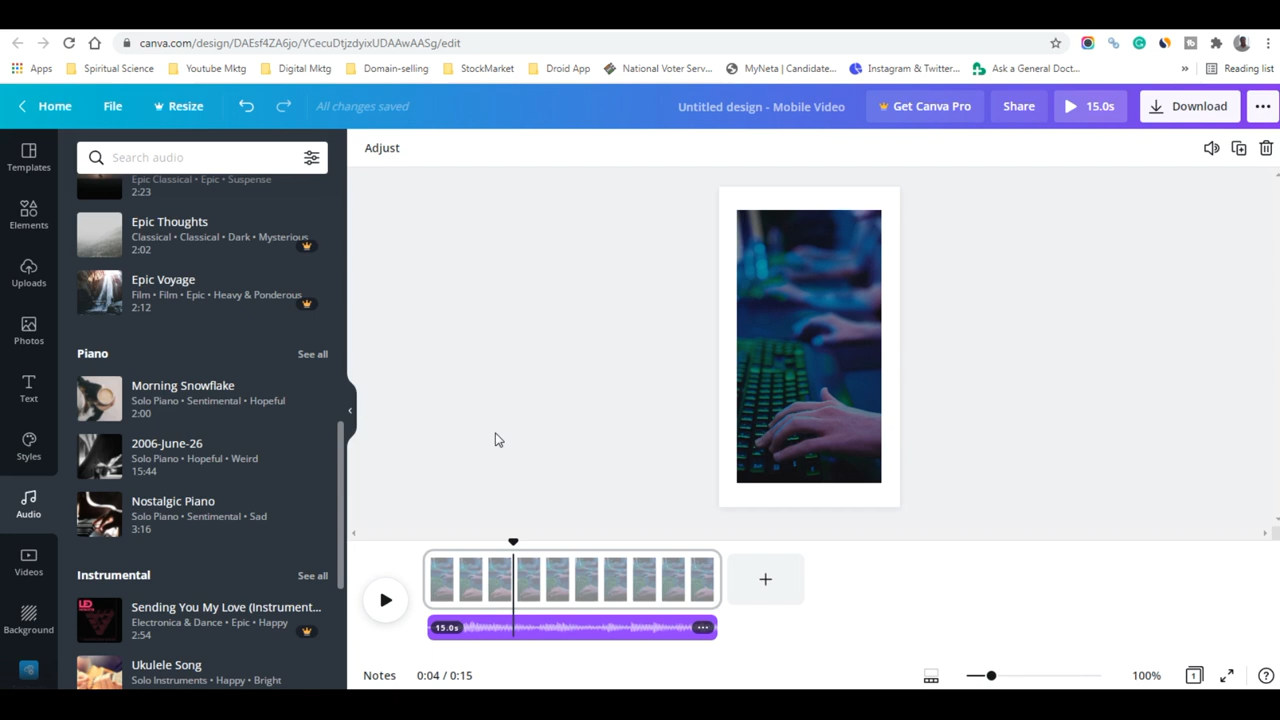 canva.com/design/DAEsf4ZA6jo/YCecuDtjzdyixUDAAwAASg/edit
Apps Spiritual Science Youtube Mktg Digital Mktg Domain-selling StockMarket Droid App National Voter Serv... MyNeta | Candidate... Instagram & Twitter... Ask a General Doct... » Reading list
Home File Resize All changes saved Untitled design - Mobile Video Get Canva Pro Share 15.0s Download
Templates
Elements
Uploads
Photos
Text
Styles
Audio
Videos
Background
Search audio
Epic Classical • Epic • Suspense
2:23
Epic Thoughts
Classical • Classical • Dark • Mysterious
2:02
Epic Voyage
Film • Film • Epic • Heavy & Ponderous
2:12
Piano See all
Morning Snowflake
Solo Piano • Sentimental • Hopeful
2:00
2006-June-26
Solo Piano • Hopeful • Weird
15:44
Nostalgic Piano
Solo Piano • Sentimental • Sad
3:16
Instrumental See all
Sending You My Love (Instrument...
Electronica & Dance • Epic • Happy
2:54
Ukulele Song
Solo Instruments • Happy • Bright
Adjust
15.0s
Notes 0:04 / 0:15 100% 1